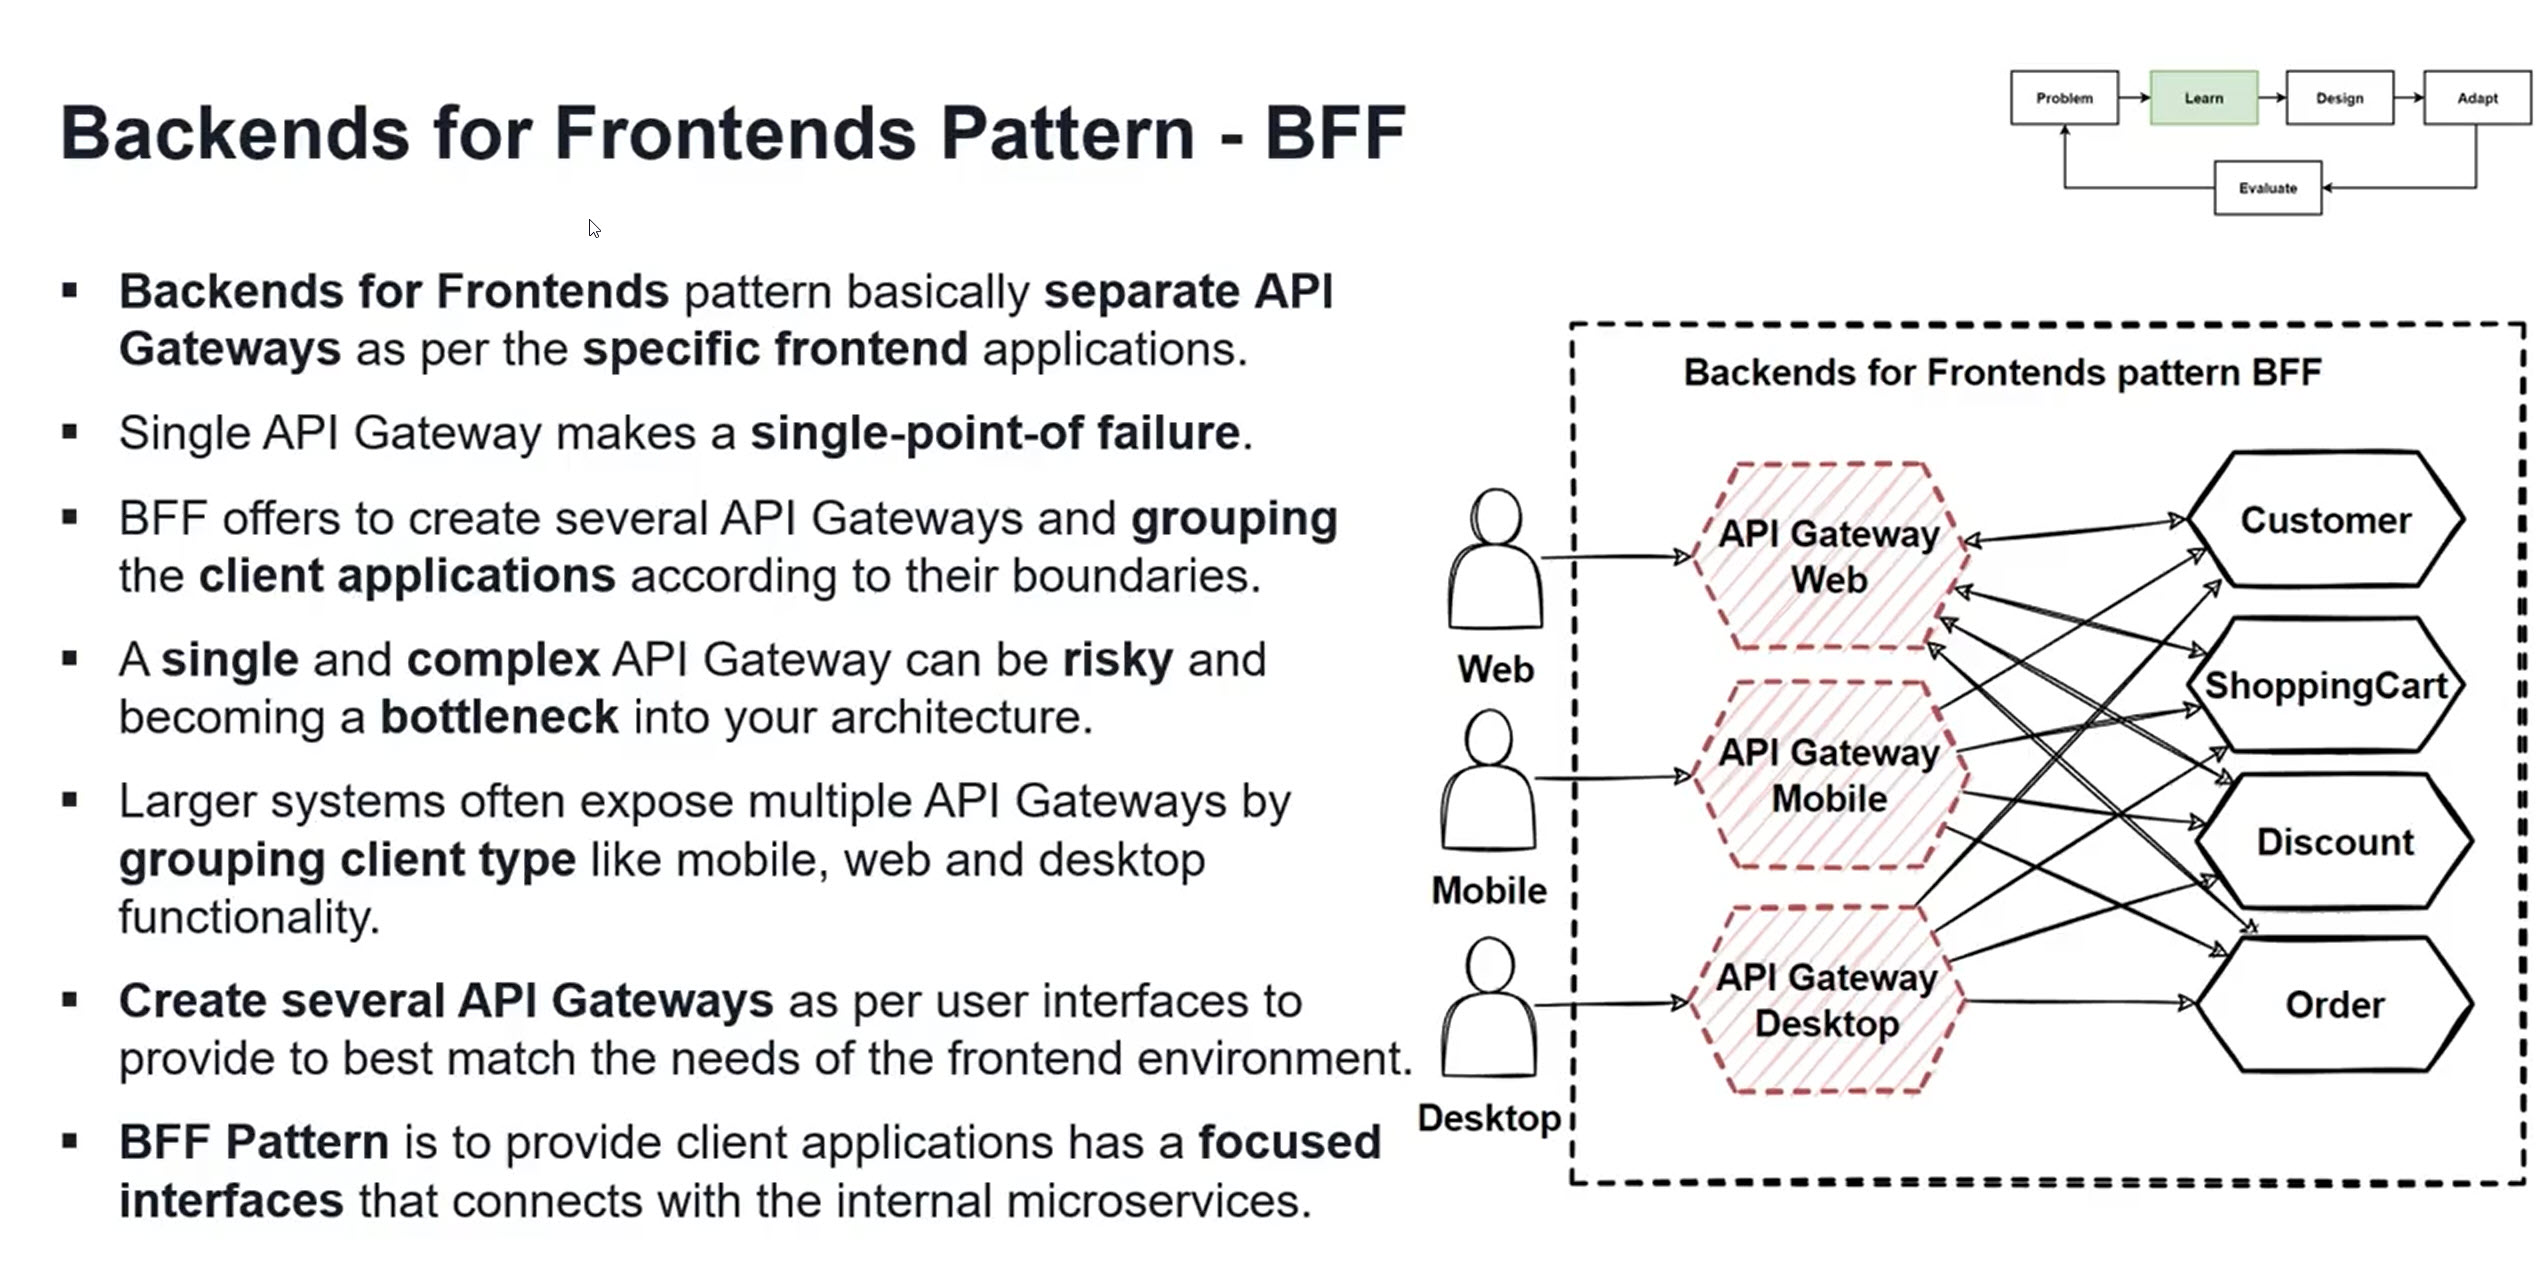 Backends for Frontends Pattern - BFF
Problem
Learn
Design
Adapt
Evaluate
▪ Backends for Frontends pattern basically separate API
Gateways as per the specific frontend applications.
▪ Single API Gateway makes a single-point-of failure.
▪ BFF offers to create several API Gateways and grouping
the client applications according to their boundaries.
▪ A single and complex API Gateway can be risky and
becoming a bottleneck into your architecture.
▪ Larger systems often expose multiple API Gateways by
grouping client type like mobile, web and desktop
functionality.
▪ Create several API Gateways as per user interfaces to
provide to best match the needs of the frontend environment.
▪ BFF Pattern is to provide client applications has a focused
interfaces that connects with the internal microservices.
Backends for Frontends pattern BFF
Web
Mobile
Desktop
API Gateway
Web
API Gateway
Mobile
API Gateway
Desktop
Customer
ShoppingCart
Discount
Order